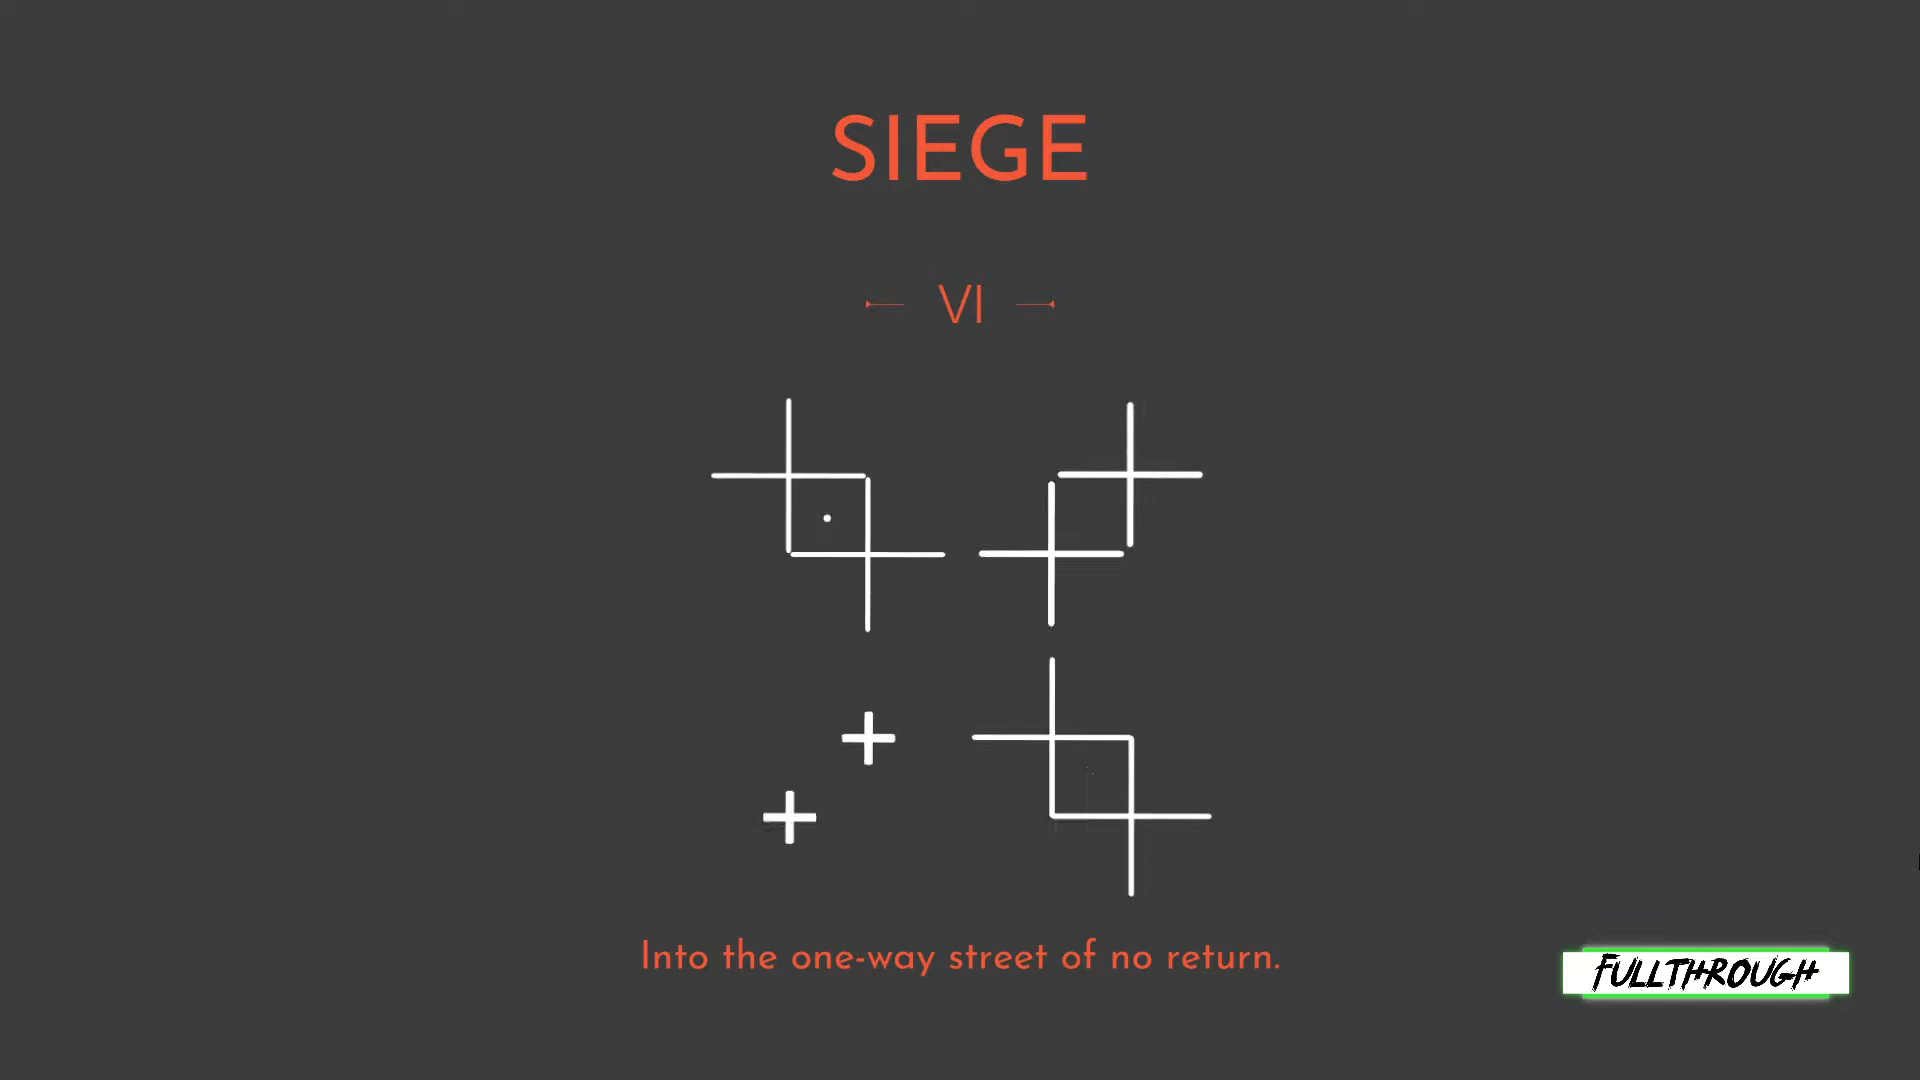 SIEGE
VI
Into the one-way street of no return.
FULLTHROUGH